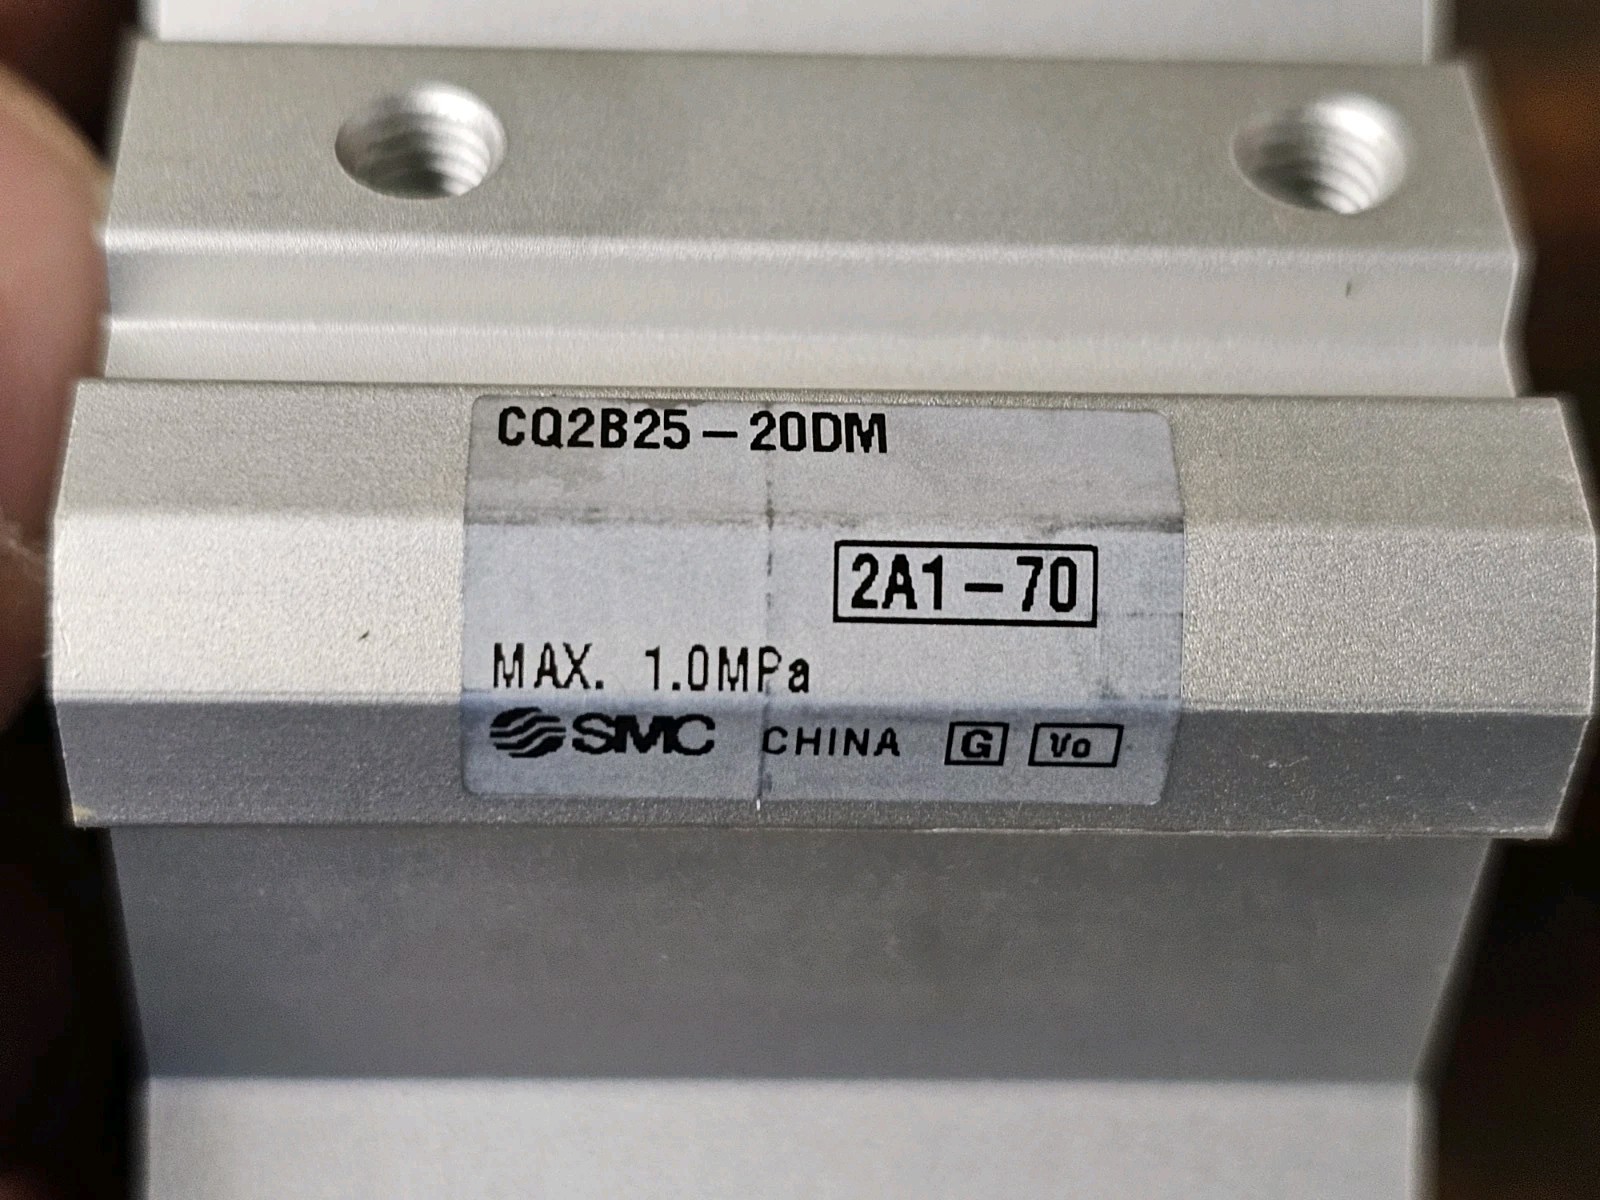 CQ2B25-20DM
2A1-70
MAX. 1.0MPa
SMC CHINA G Vo